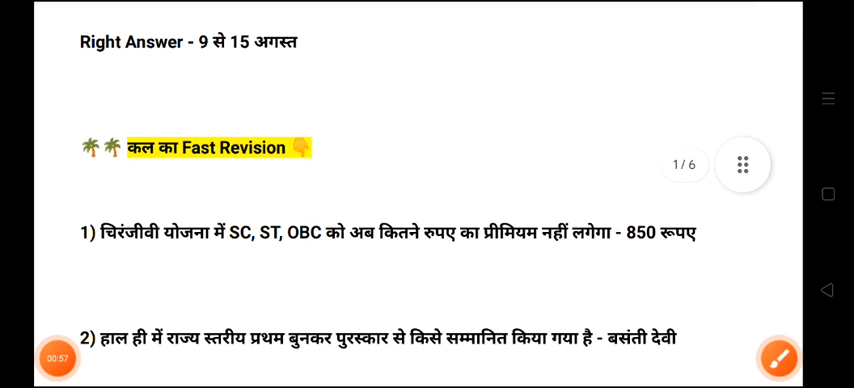 Right Answer - 9 से 15 अगस्त
🌴🌴 कल का Fast Revision 👇
1 / 6
1) चिरंजीवी योजना में SC, ST, OBC को अब कितने रुपए का प्रीमियम नहीं लगेगा - 850 रूपए
2) हाल ही में राज्य स्तरीय प्रथम बुनकर पुरस्कार से किसे सम्मानित किया गया है - बसंती देवी
00:57